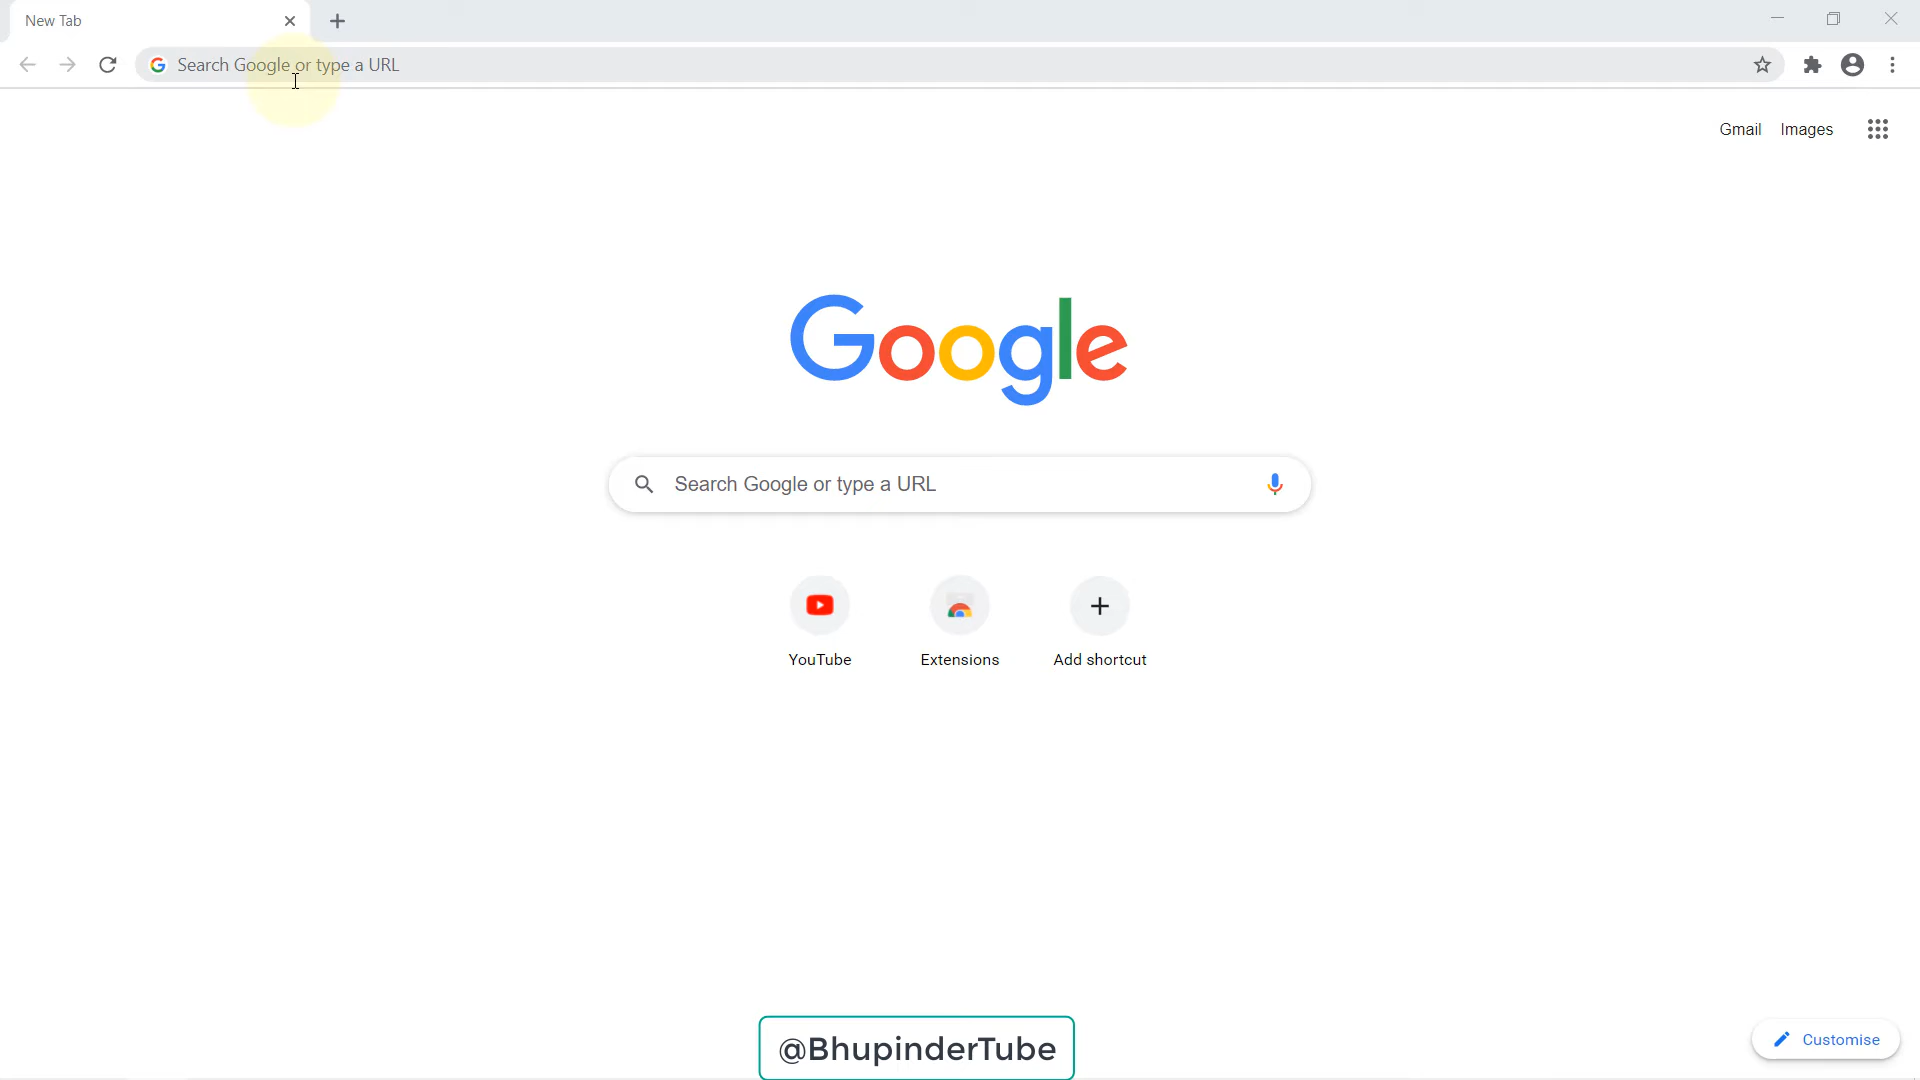 New Tab
Search Google or type a URL
Gmail Images
Google
Search Google or type a URL
YouTube Extensions Add shortcut
@BhupinderTube
Customise